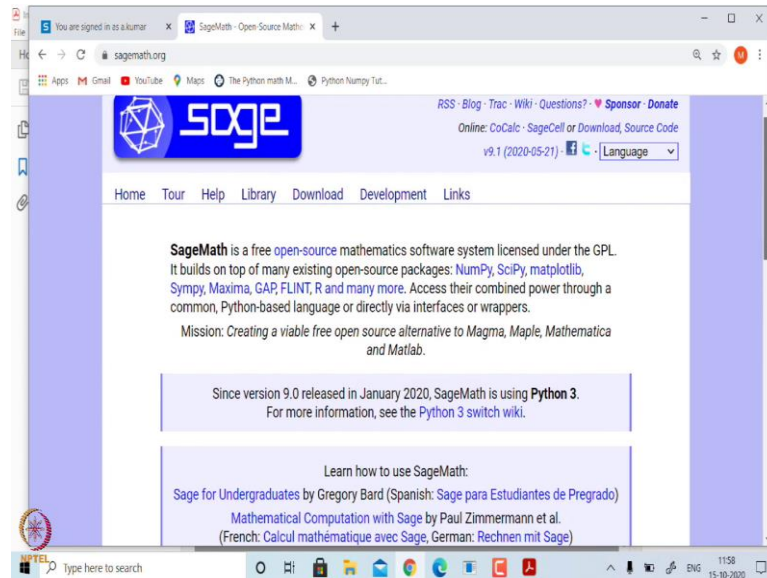 File
You are signed in as a.kumar
SageMath - Open-Source Mathe
sagemath.org
Apps
Gmail
YouTube
Maps
The Python math M...
Python Numpy Tut...
sage
RSS · Blog · Trac · Wiki · Questions? · ♥ Sponsor · Donate
Online: CoCalc · SageCell or Download, Source Code
v9.1 (2020-05-21) · Language
Home Tour Help Library Download Development Links
SageMath is a free open-source mathematics software system licensed under the GPL.
It builds on top of many existing open-source packages: NumPy, SciPy, matplotlib,
Sympy, Maxima, GAP, FLINT, R and many more. Access their combined power through a
common, Python-based language or directly via interfaces or wrappers.
Mission: Creating a viable free open source alternative to Magma, Maple, Mathematica
and Matlab.
Since version 9.0 released in January 2020, SageMath is using Python 3.
For more information, see the Python 3 switch wiki.
Learn how to use SageMath:
Sage for Undergraduates by Gregory Bard (Spanish: Sage para Estudiantes de Pregrado)
Mathematical Computation with Sage by Paul Zimmermann et al.
(French: Calcul mathématique avec Sage, German: Rechnen mit Sage)
NPTEL
Type here to search
ENG
11:58
15-10-2020